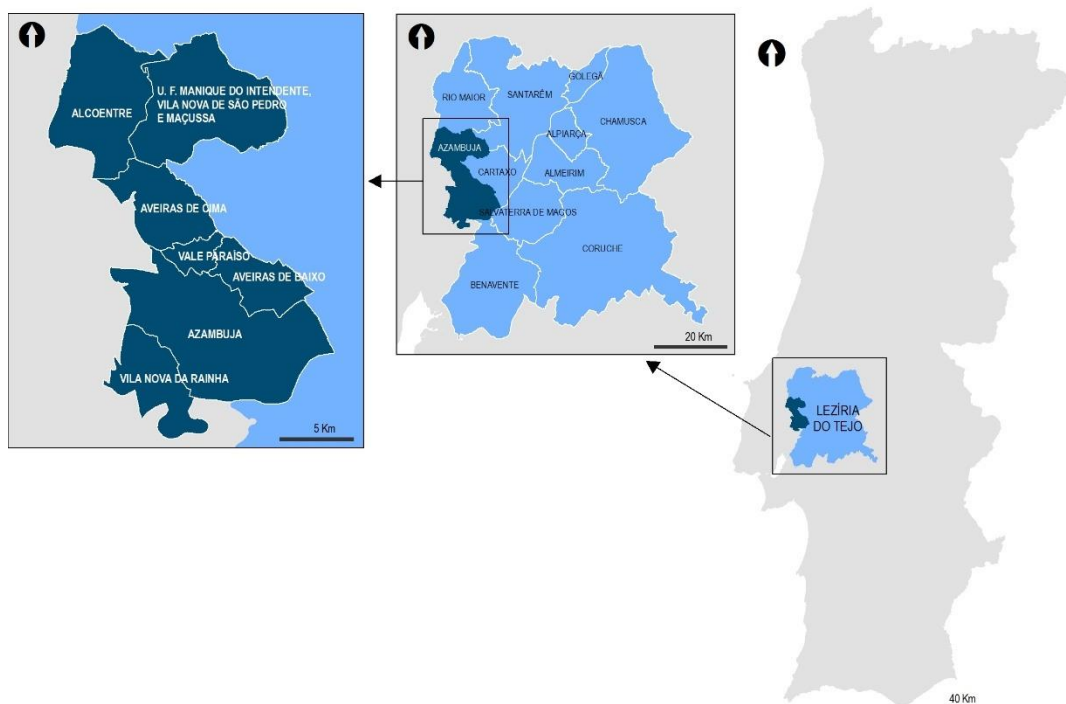 U. F. MANIQUE DO INTENDENTE,
VILA NOVA DE SÃO PEDRO
E MAÇUSSA
ALCOENTRE
AVEIRAS DE CIMA
VALE PARAÍSO
AVEIRAS DE BAIXO
AZAMBUJA
VILA NOVA DA RAINHA
5 Km
GOLEGÃ
RIO MAIOR
SANTARÉM
CHAMUSCA
ALPIARÇA
AZAMBUJA
CARTAXO
ALMEIRIM
SALVATERRA DE MAGOS
CORUCHE
BENAVENTE
20 Km
LEZÍRIA
DO TEJO
40 Km